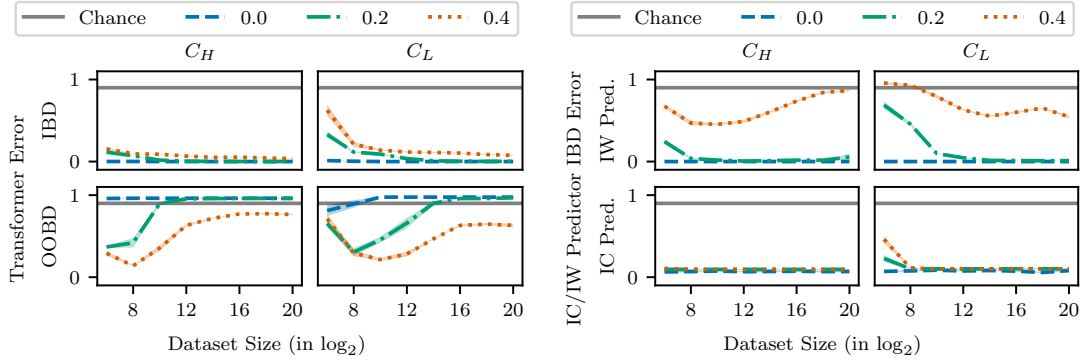 Chance 0.0 0.2 0.4
C_H C_L
Transformer Error
IBD
1
0
OOBD
1
0
8 12 16 20 8 12 16 20
Dataset Size (in log₂)
Chance 0.0 0.2 0.4
C_H C_L
IC/IW Predictor IBD Error
IW Pred.
1
0
IC Pred.
1
0
8 12 16 20 8 12 16 20
Dataset Size (in log₂)